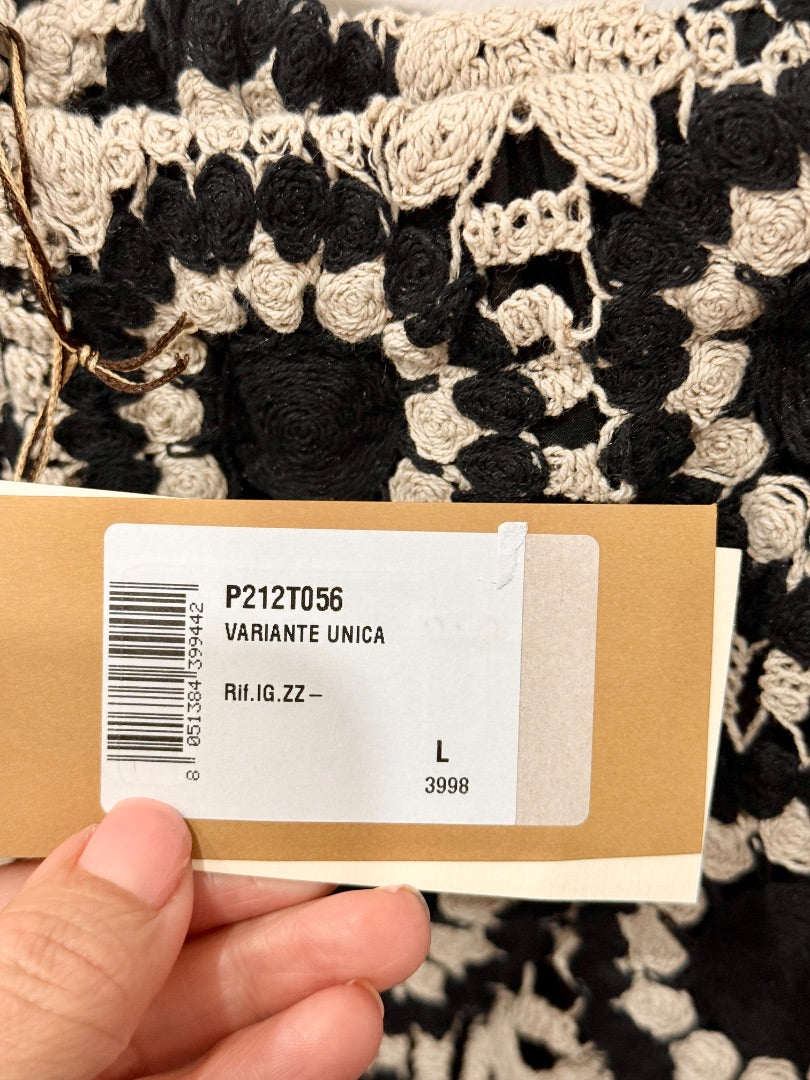 P212T056
VARIANTE UNICA
Rif.IG.ZZ–
L
3998
8 051384 399442